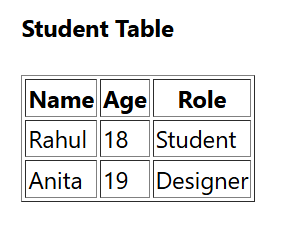 Student Table
Name Age Role
Rahul 18 Student
Anita 19 Designer